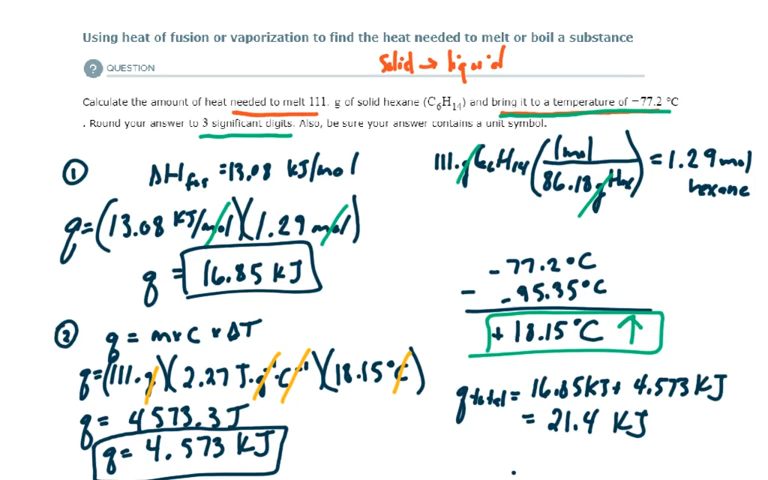 Using heat of fusion or vaporization to find the heat needed to melt or boil a substance
solid → liquid
? QUESTION
Calculate the amount of heat needed to melt 111. g of solid hexane (C₆H₁₄) and bring it to a temperature of −77.2 °C
. Round your answer to 3 significant digits. Also, be sure your answer contains a unit symbol.
① ΔHfus = 13.08 KJ/mol
q=(13.08 KJ/mol)(1.29 mol)
q = 16.85 KJ
111. g C₆H₁₄ (1mol / 86.18 g Hex) = 1.29 mol
hexane
-77.2°C
- -95.35°C
+ 18.15°C ↑
② q = m × C × ΔT
q=(111. g)(2.27 J·g⁻¹°C⁻¹)(18.15°C)
q= 4573.3J
q= 4.573 KJ
qtotal = 16.85KJ + 4.573 KJ
= 21.4 KJ